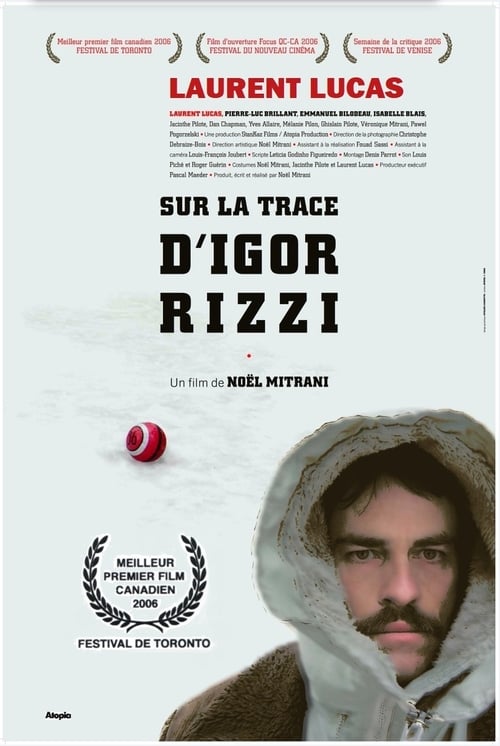 Meilleur premier film canadien 2006
FESTIVAL DE TORONTO
Film d'ouverture Focus QC-CA 2006
FESTIVAL DU NOUVEAU CINÉMA
Semaine de la critique 2006
FESTIVAL DE VENISE
LAURENT LUCAS
LAURENT LUCAS, PIERRE-LUC BRILLANT, EMMANUEL BILODEAU, ISABELLE BLAIS,
Jacinthe Pilote, Dan Chapman, Yves Allaire, Mélanie Pilon, Ghislain Pilote, Véronique Mitrani, Pawel
Pogorzelski • Une production StanKaz Films / Atopia Production • Direction de la photographie Christophe
Debraize-Bois • Direction artistique Noël Mitrani • Assistant à la réalisation Fouad Sassi • Assistant à la
caméra Louis-François Joubert • Scripte Leticia Godinho Figueiredo • Montage Denis Parrot • Son Louis
Piché et Roger Guérin • Costumes Noël Mitrani, Jacinthe Pilote et Laurent Lucas • Producteur exécutif
Pascal Maeder • Produit, écrit et réalisé par Noël Mitrani
SUR LA TRACE
D'IGOR
RIZZI
•
Un film de NOËL MITRANI
MEILLEUR
PREMIER FILM
CANADIEN
2006
FESTIVAL DE TORONTO
Atopia